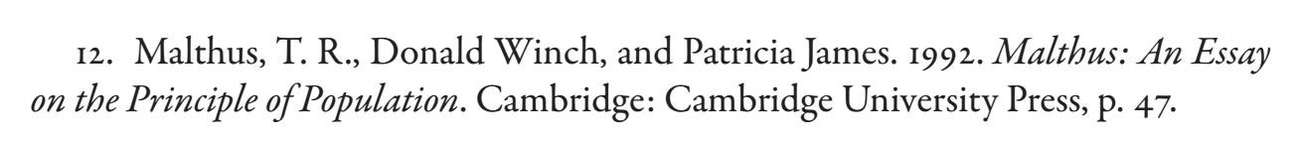 12. Malthus, T. R., Donald Winch, and Patricia James. 1992. Malthus: An Essay
on the Principle of Population. Cambridge: Cambridge University Press, p. 47.